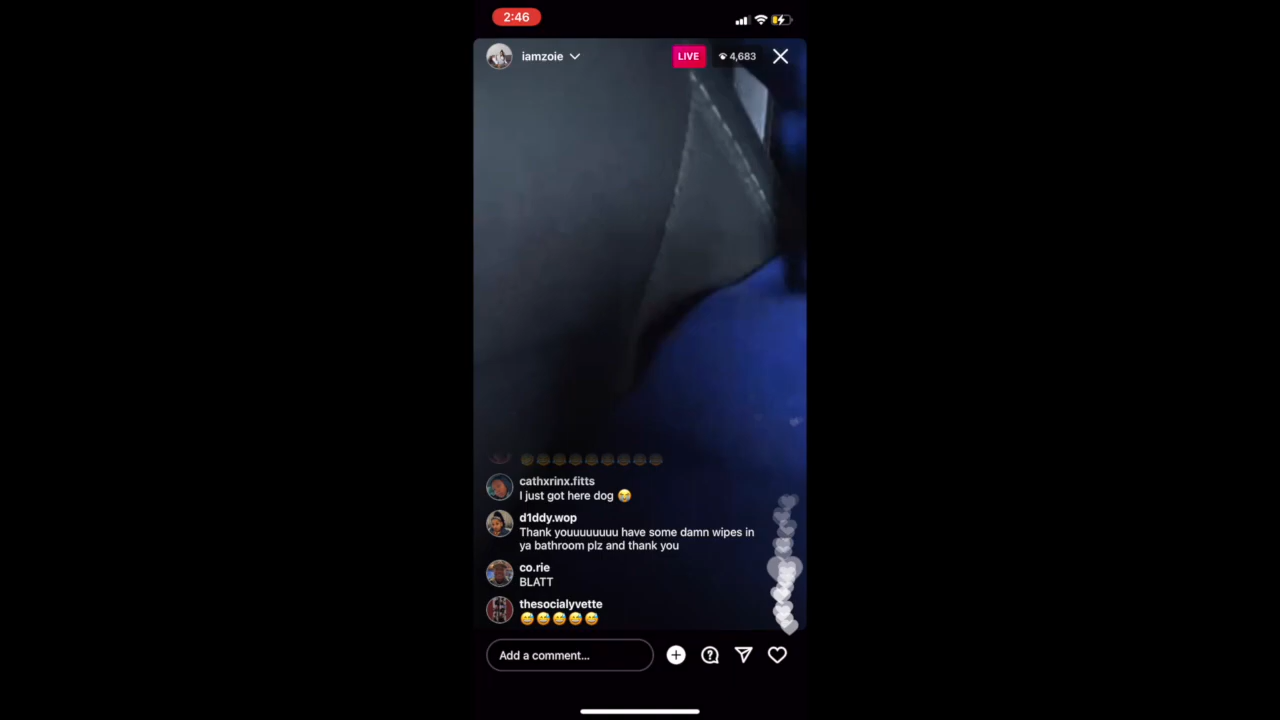 2:46
iamzoie
LIVE
4,683
cathxrinx.fitts
I just got here dog 😭
d1ddy.wop
Thank youuuuuuuu have some damn wipes in
ya bathroom plz and thank you
co.rie
BLATT
thesocialyvette
😅😅😅😅😅
Add a comment...